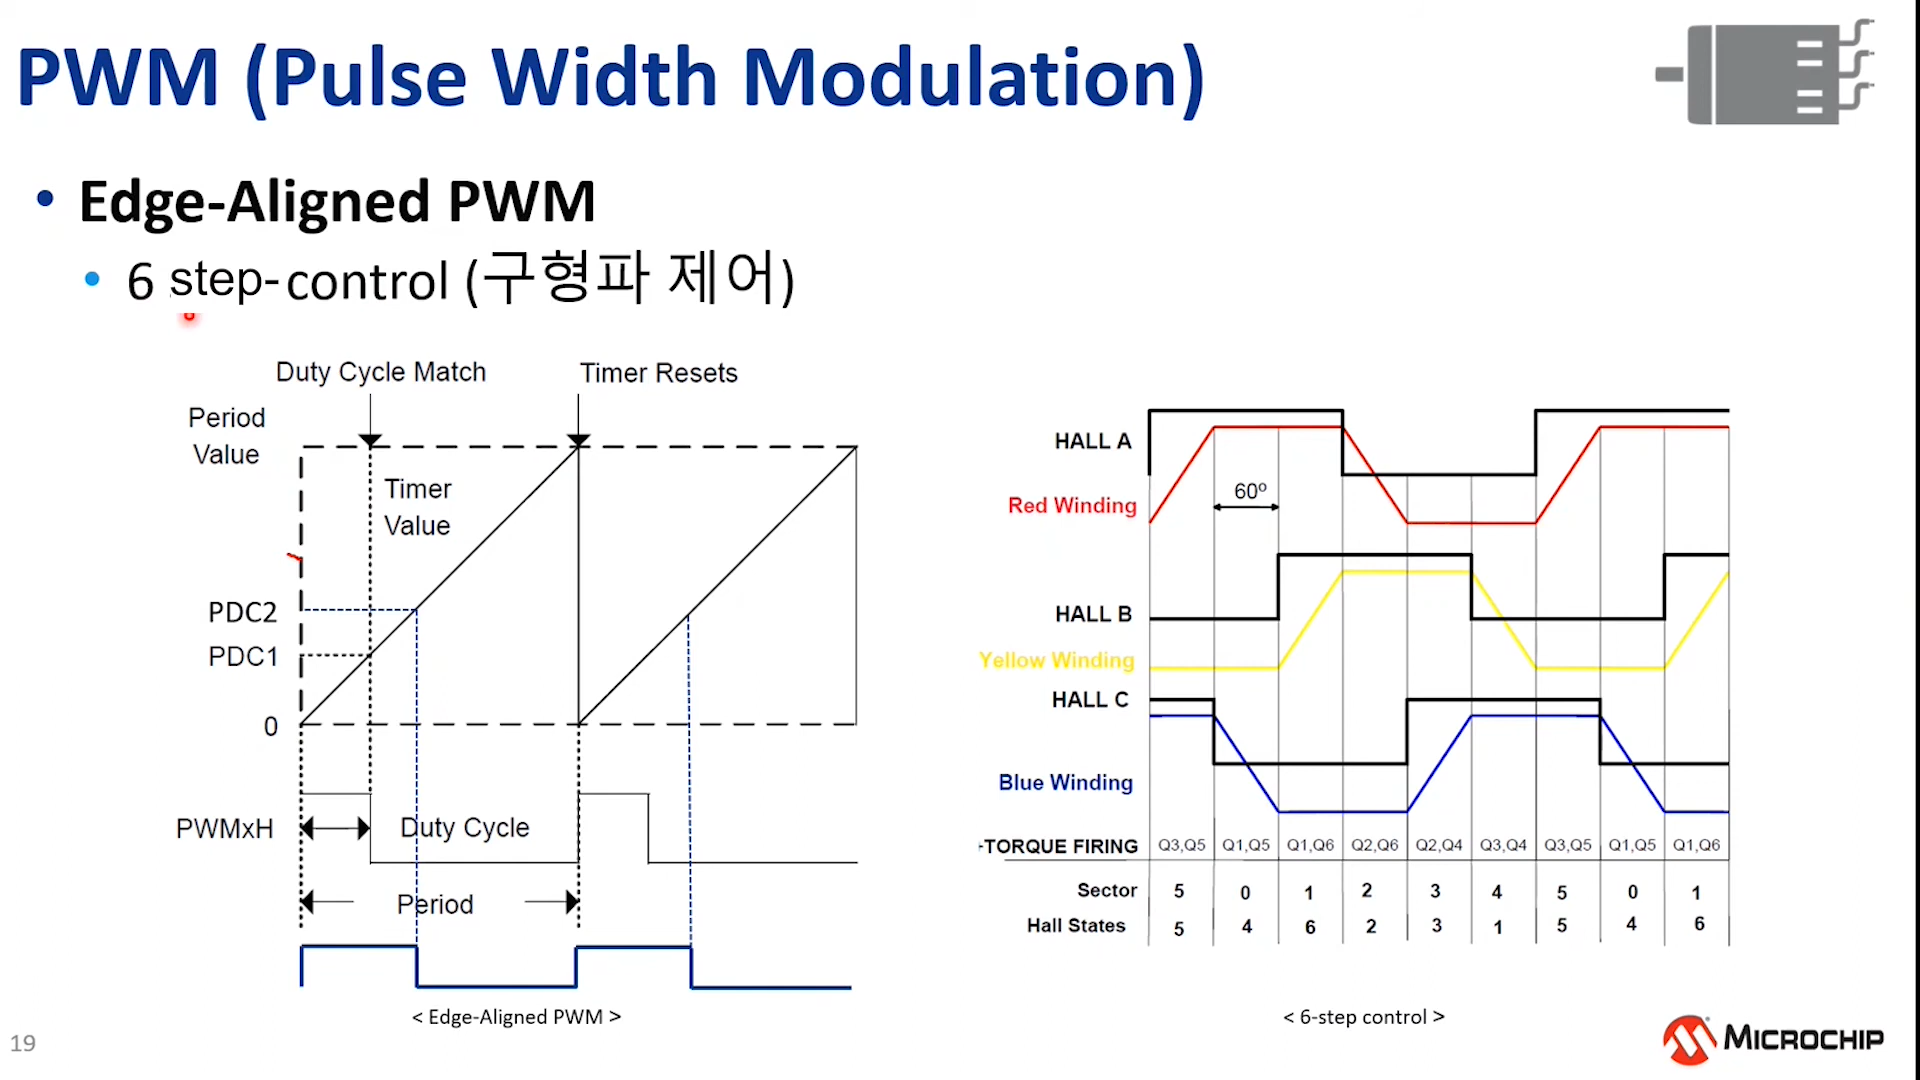 PWM (Pulse Width Modulation)
• Edge-Aligned PWM
• 6 step-control (구형파 제어)
Duty Cycle Match
Timer Resets
Period
Value
Timer
Value
PDC2
PDC1
0
PWMxH
Duty Cycle
Period
< Edge-Aligned PWM >
HALL A
60º
Red Winding
HALL B
Yellow Winding
HALL C
Blue Winding
-TORQUE FIRING Q3,Q5 Q1,Q5 Q1,Q6 Q2,Q6 Q2,Q4 Q3,Q4 Q3,Q5 Q1,Q5 Q1,Q6
Sector 5 0 1 2 3 4 5 0 1
Hall States 5 4 6 2 3 1 5 4 6
< 6-step control >
19
MICROCHIP